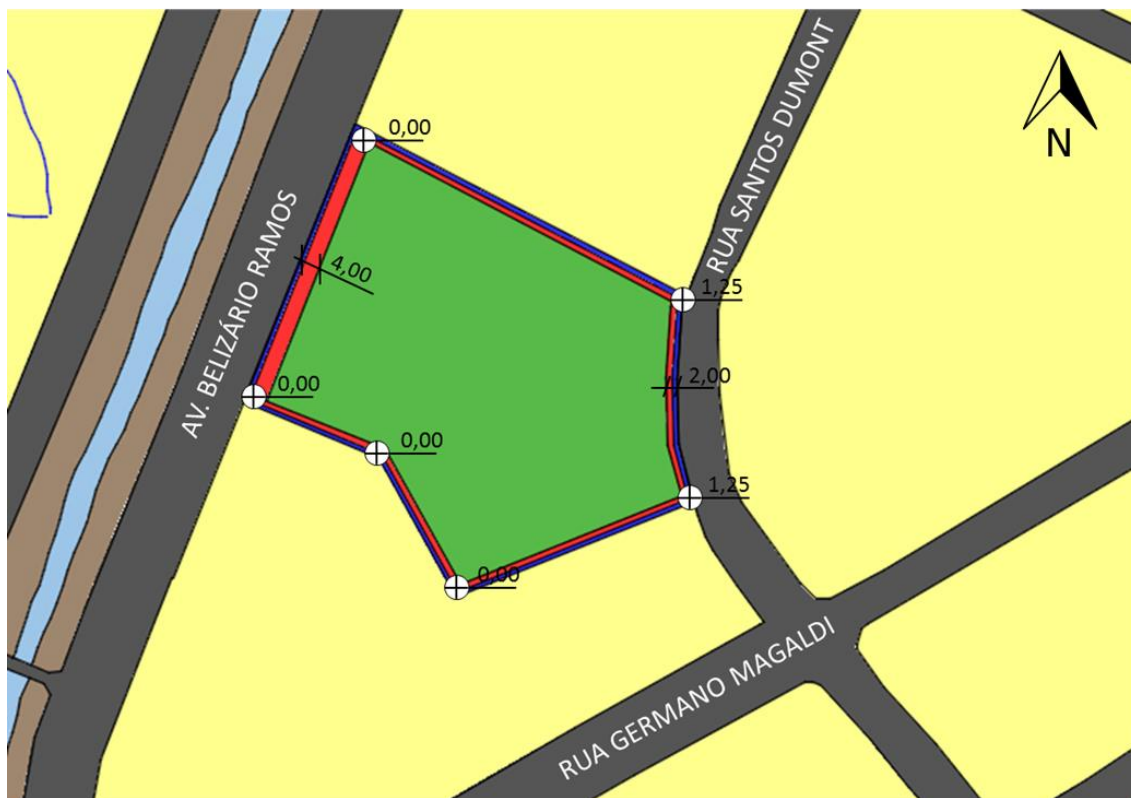 0,00
RUA SANTOS DUMONT
N
4,00
AV. BELIZÁRIO RAMOS
1,25
2,00
0,00
0,00
1,25
0,00
RUA GERMANO MAGALDI